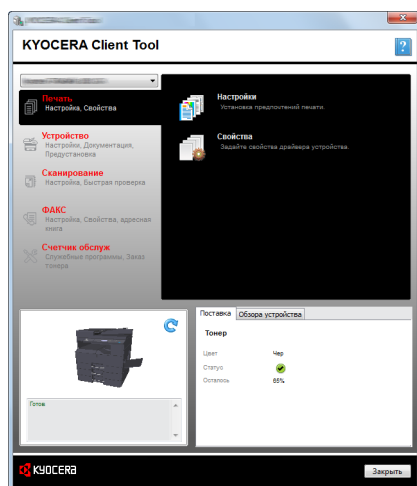 KYOCERA Client Tool
Печать
Настройка, Свойства
Устройство
Настройки, Документация,
Предустановка
Сканирование
Настройка, Быстрая проверка
ФАКС
Настройка, Свойства, адресная
книга
Счетчик обслуж
Служебные программы, Заказ
тонера
Настройки
Установка предпочтений печати.
Свойства
Задайте свойства драйвера устройства.
Поставка
Обзора устройства
Тонер
Цвет
Чер
Статус
Осталось
65%
Готов
KYOCERA
Закрыть